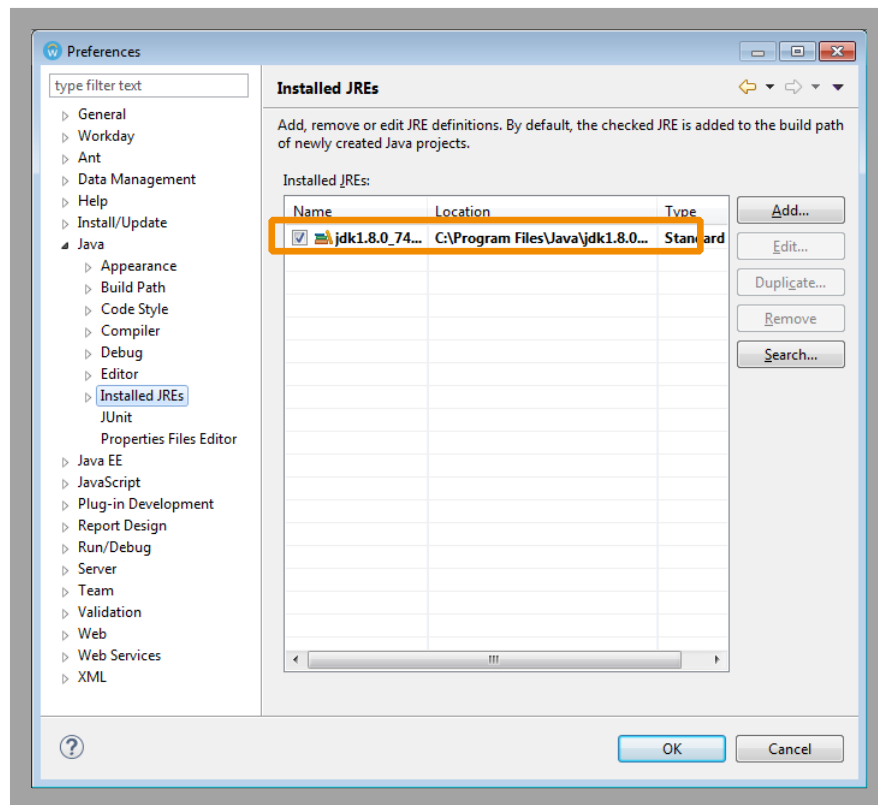 Preferences
type filter text
General
Workday
Ant
Data Management
Help
Install/Update
Java
Appearance
Build Path
Code Style
Compiler
Debug
Editor
Installed JREs
JUnit
Properties Files Editor
Java EE
JavaScript
Plug-in Development
Report Design
Run/Debug
Server
Team
Validation
Web
Web Services
XML
Installed JREs
Add, remove or edit JRE definitions. By default, the checked JRE is added to the build path
of newly created Java projects.
Installed JREs:
Name Location Type
jdk1.8.0_74... C:\Program Files\Java\jdk1.8.0... Standard
Add...
Edit...
Duplicate...
Remove
Search...
OK Cancel